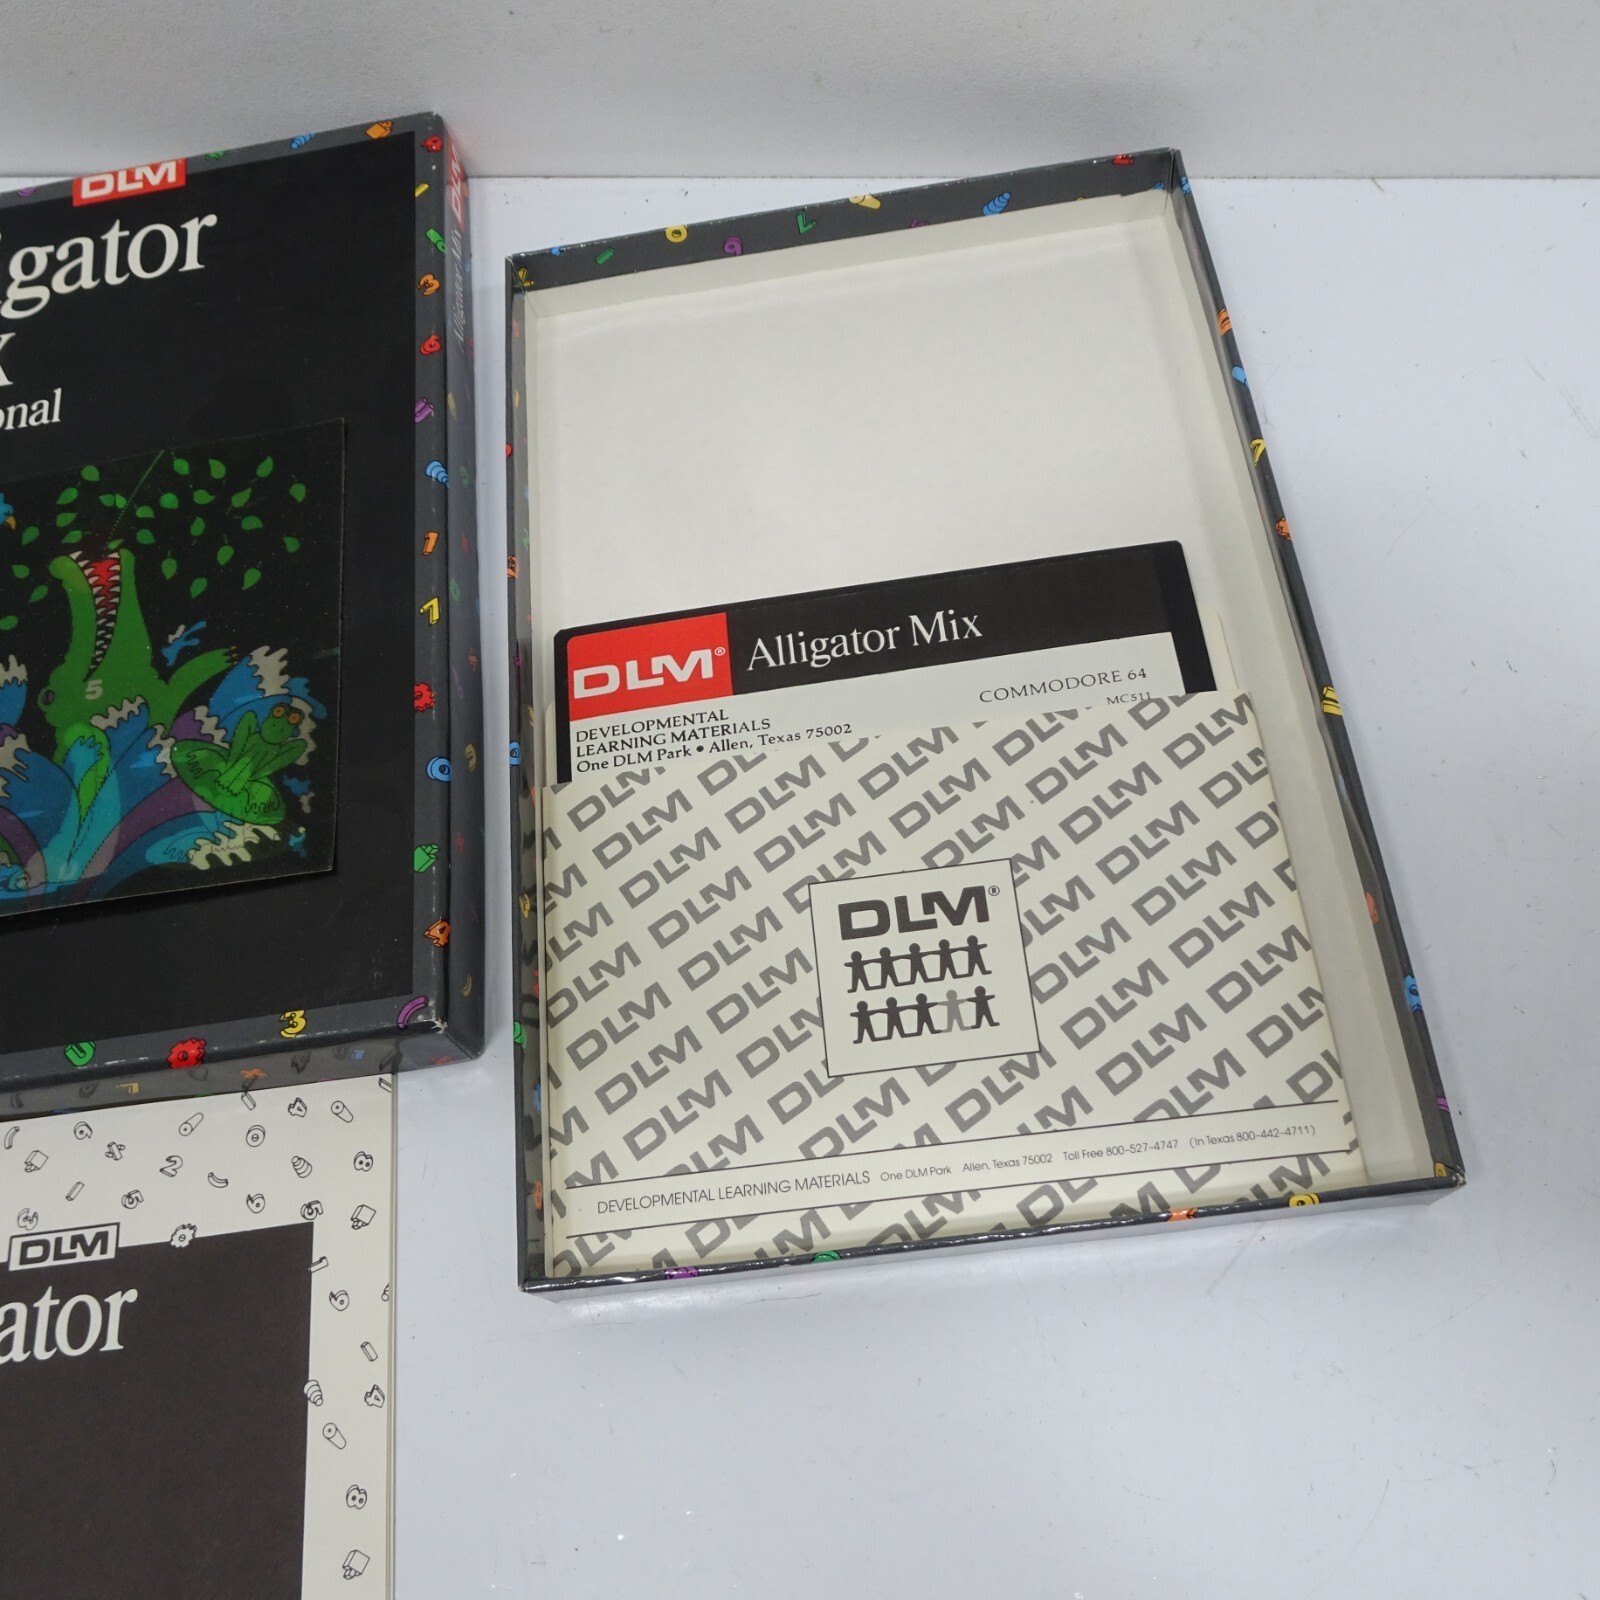 DLM
igator
x
onal
5
Alligator Mix DLM
DLM® Alligator Mix
COMMODORE 64
MC511
DEVELOPMENTAL
LEARNING MATERIALS
One DLM Park • Allen, Texas 75002
DLM®
DEVELOPMENTAL LEARNING MATERIALS One DLM Park Allen, Texas 75002 Toll Free 800-527-4747 (In Texas 800-442-4711)
DLM
ator